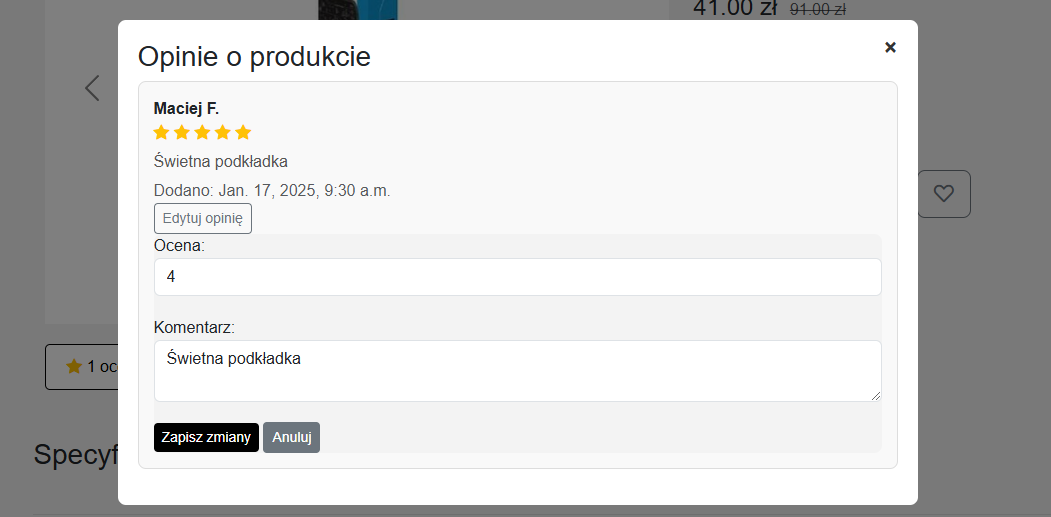 41.00 zł 91.00 zł
Opinie o produkcie
×
Maciej F.
Świetna podkładka
Dodano: Jan. 17, 2025, 9:30 a.m.
Edytuj opinię
Ocena:
4
Komentarz:
Świetna podkładka
1 oc
Zapisz zmiany Anuluj
Specyf